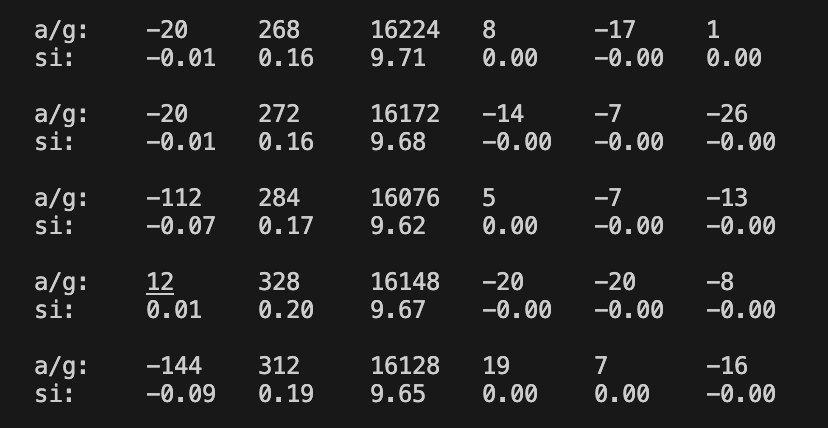 a/g: -20 268 16224 8 -17 1
si: -0.01 0.16 9.71 0.00 -0.00 0.00
a/g: -20 272 16172 -14 -7 -26
si: -0.01 0.16 9.68 -0.00 -0.00 -0.00
a/g: -112 284 16076 5 -7 -13
si: -0.07 0.17 9.62 0.00 -0.00 -0.00
a/g: 12 328 16148 -20 -20 -8
si: 0.01 0.20 9.67 -0.00 -0.00 -0.00
a/g: -144 312 16128 19 7 -16
si: -0.09 0.19 9.65 0.00 0.00 -0.00